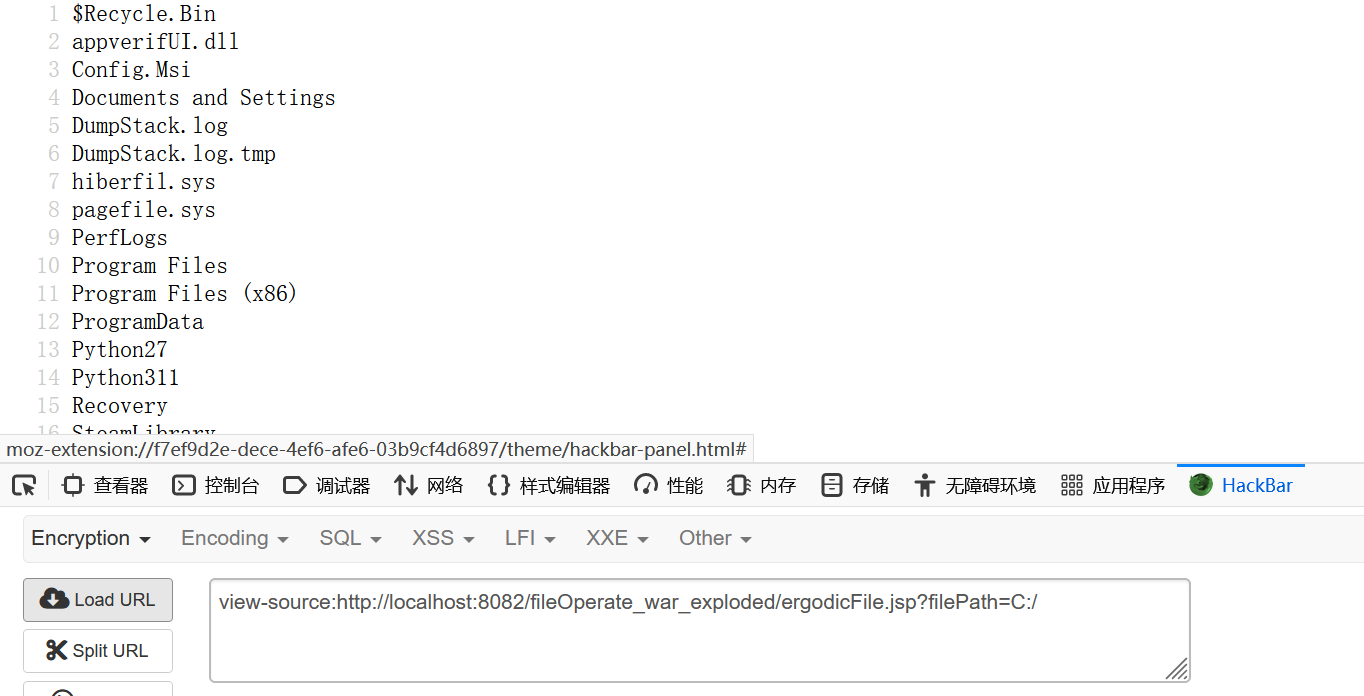 1 $Recycle.Bin
2 appverifUI.dll
3 Config.Msi
4 Documents and Settings
5 DumpStack.log
6 DumpStack.log.tmp
7 hiberfil.sys
8 pagefile.sys
9 PerfLogs
10 Program Files
11 Program Files (x86)
12 ProgramData
13 Python27
14 Python311
15 Recovery
16 SteamLibrary
moz-extension://f7ef9d2e-dece-4ef6-afe6-03b9cf4d6897/theme/hackbar-panel.html#
查看器 控制台 调试器 网络 样式编辑器 性能 内存 存储 无障碍环境 应用程序 HackBar
Encryption Encoding SQL XSS LFI XXE Other
Load URL
view-source:http://localhost:8082/fileOperate_war_exploded/ergodicFile.jsp?filePath=C:/
Split URL